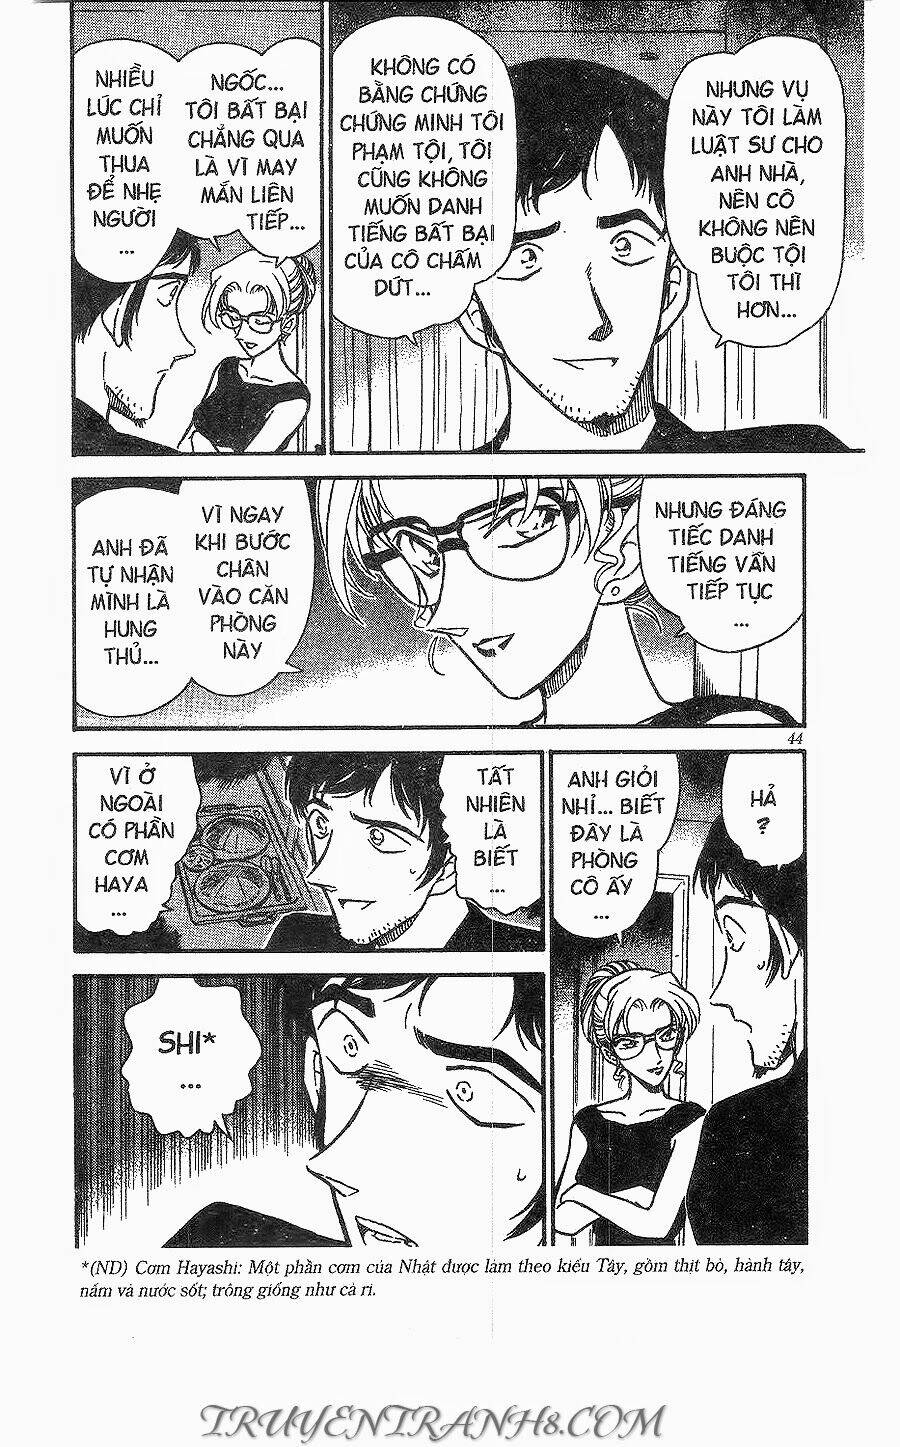 NHƯNG VỤ
NÀY TÔI LÀM
LUẬT SƯ CHO
ANH NHÀ,
NÊN CÔ
KHÔNG NÊN
BUỘC TỘI
TÔI THÌ
HƠN...
KHÔNG CÓ
BẰNG CHỨNG
CHỨNG MINH TÔI
PHẠM TỘI, TÔI
CŨNG KHÔNG
MUỐN DANH
TIẾNG BẤT BẠI
CỦA CÔ CHẤM
DỨT...
NGỐC...
TÔI BẤT BẠI
CHẲNG QUA
LÀ VÌ MAY
MẮN LIÊN
TIẾP...
NHIỀU
LÚC CHỈ
MUỐN
THUA
ĐỂ NHẸ
NGƯỜI
...
NHƯNG ĐÁNG
TIẾC DANH
TIẾNG VẪN
TIẾP TỤC
...
VÌ NGAY
KHI BƯỚC
CHÂN
VÀO CĂN
PHÒNG
NÀY
ANH ĐÃ
TỰ NHẬN
MÌNH LÀ
HUNG
THỦ...
44
HẢ
?
ANH GIỎI
NHỈ... BIẾT
ĐÂY LÀ
PHÒNG
CÔ ẤY
...
TẤT
NHIÊN
LÀ
BIẾT
...
VÌ Ở
NGOÀI
CÓ PHẦN
CƠM
HAYA
...
SHI*
...
*(ND) Cơm Hayashi: Một phần cơm của Nhật được làm theo kiểu Tây, gồm thịt bò, hành tây,
nấm và nước sốt; trông giống như cà ri.
TRUYENTRANH8.COM